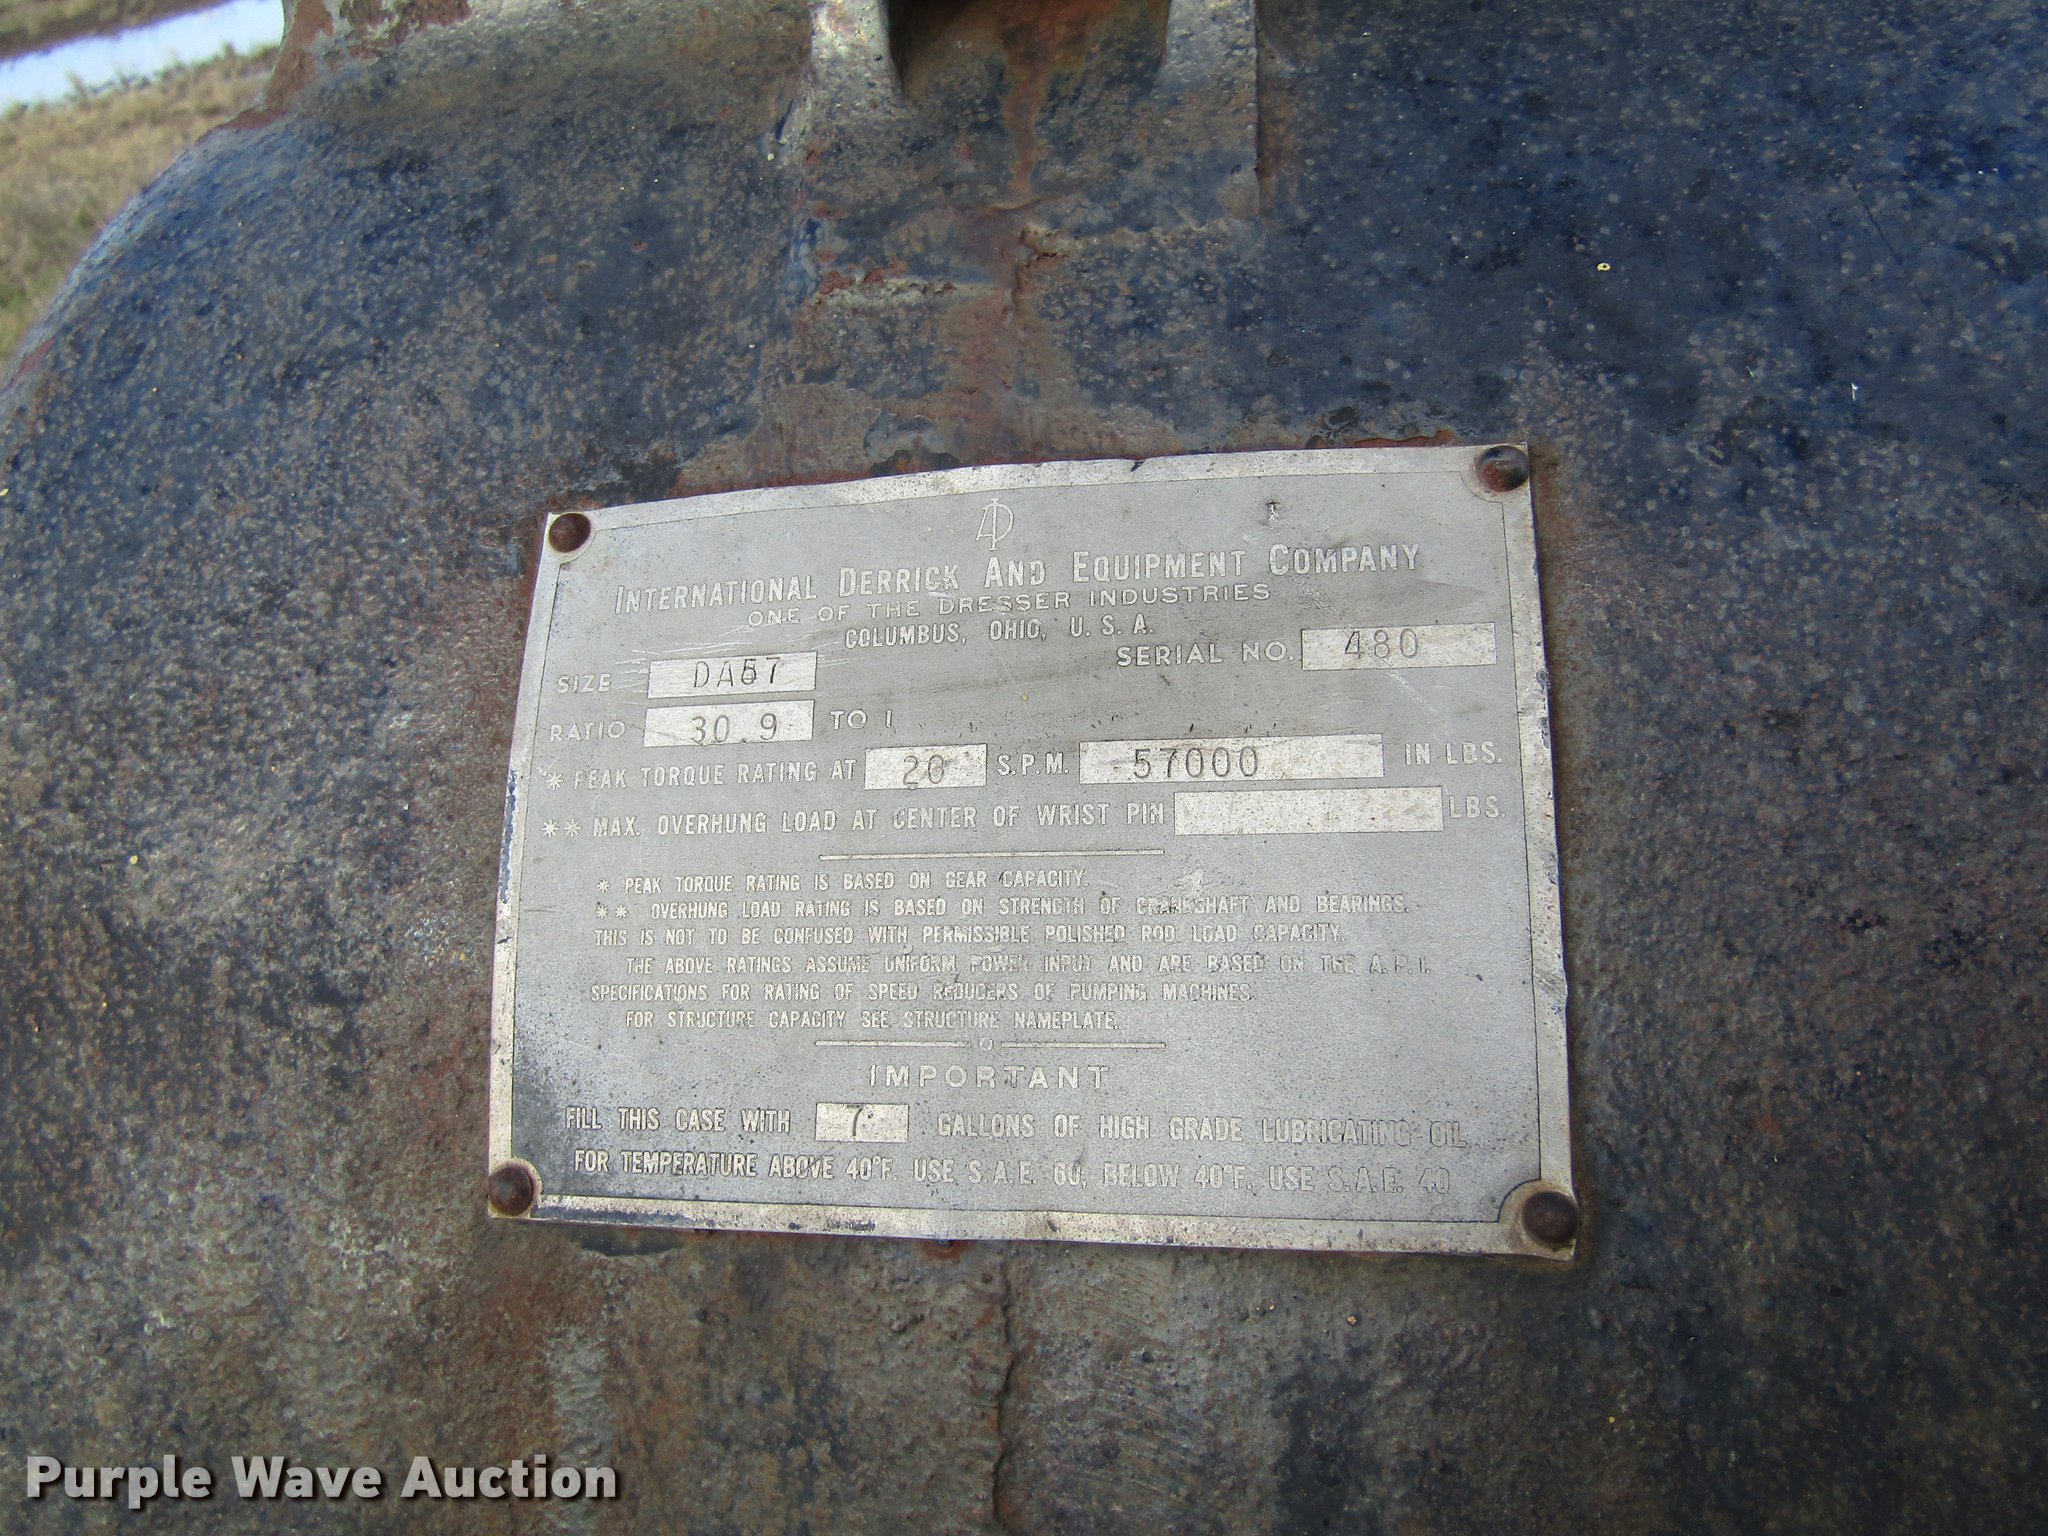 INTERNATIONAL DERRICK AND EQUIPMENT COMPANY
ONE OF THE DRESSER INDUSTRIES
COLUMBUS, OHIO, U. S. A.
SERIAL NO. 480
SIZE DA57
RATIO 30.9 TO 1
* PEAK TORQUE RATING AT 20 S.P.M. 57000 IN LBS.
** MAX. OVERHUNG LOAD AT CENTER OF WRIST PIN LBS.
* PEAK TORQUE RATING IS BASED ON GEAR CAPACITY.
** OVERHUNG LOAD RATING IS BASED ON STRENGTH OF CRANKSHAFT AND BEARINGS.
THIS IS NOT TO BE CONFUSED WITH PERMISSIBLE POLISHED ROD LOAD CAPACITY.
THE ABOVE RATINGS ASSUME UNIFORM POWER INPUT AND ARE BASED ON THE A.P.I.
SPECIFICATIONS FOR RATING OF SPEED REDUCERS OF PUMPING MACHINES.
FOR STRUCTURE CAPACITY SEE STRUCTURE NAMEPLATE.
IMPORTANT
FILL THIS CASE WITH 7 GALLONS OF HIGH GRADE LUBRICATING OIL
FOR TEMPERATURE ABOVE 40°F. USE S.A.E. 60, BELOW 40°F. USE S.A.E. 40
Purple Wave Auction